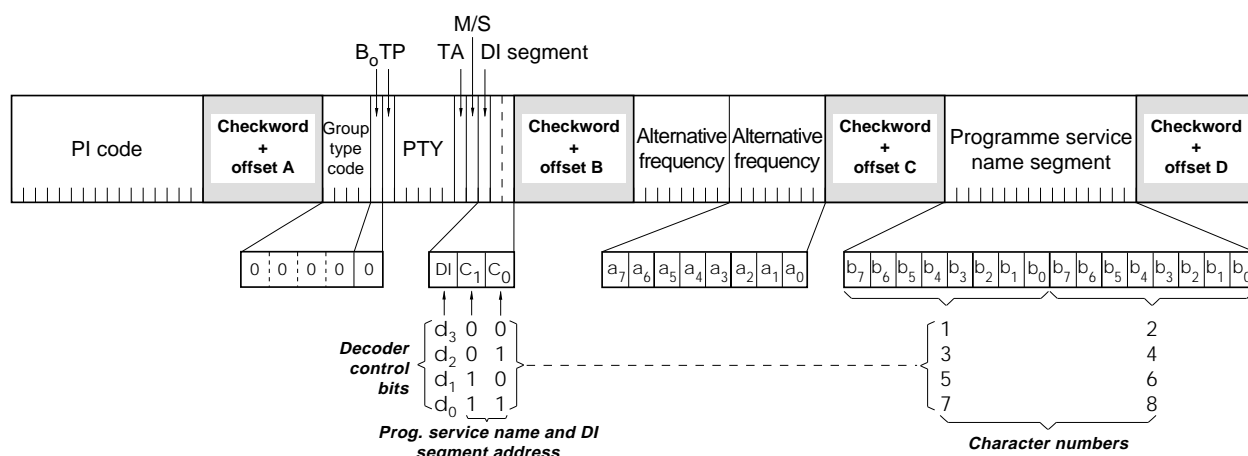 M/S
B₀ TP TA DI segment
PI code
Checkword
+
offset A
Group
type
code
PTY
Checkword
+
offset B
Alternative
frequency
Alternative
frequency
Checkword
+
offset C
Programme service
name segment
Checkword
+
offset D
0 0 0 0 0
DI C₁ C₀
a₇ a₆ a₅ a₄ a₃ a₂ a₁ a₀
b₇ b₆ b₅ b₄ b₃ b₂ b₁ b₀ b₇ b₆ b₅ b₄ b₃ b₂ b₁ b₀
Decoder
control
bits
d₃ 0 0
d₂ 0 1
d₁ 1 0
d₀ 1 1
1 2
3 4
5 6
7 8
Prog. service name and DI
segment address
Character numbers